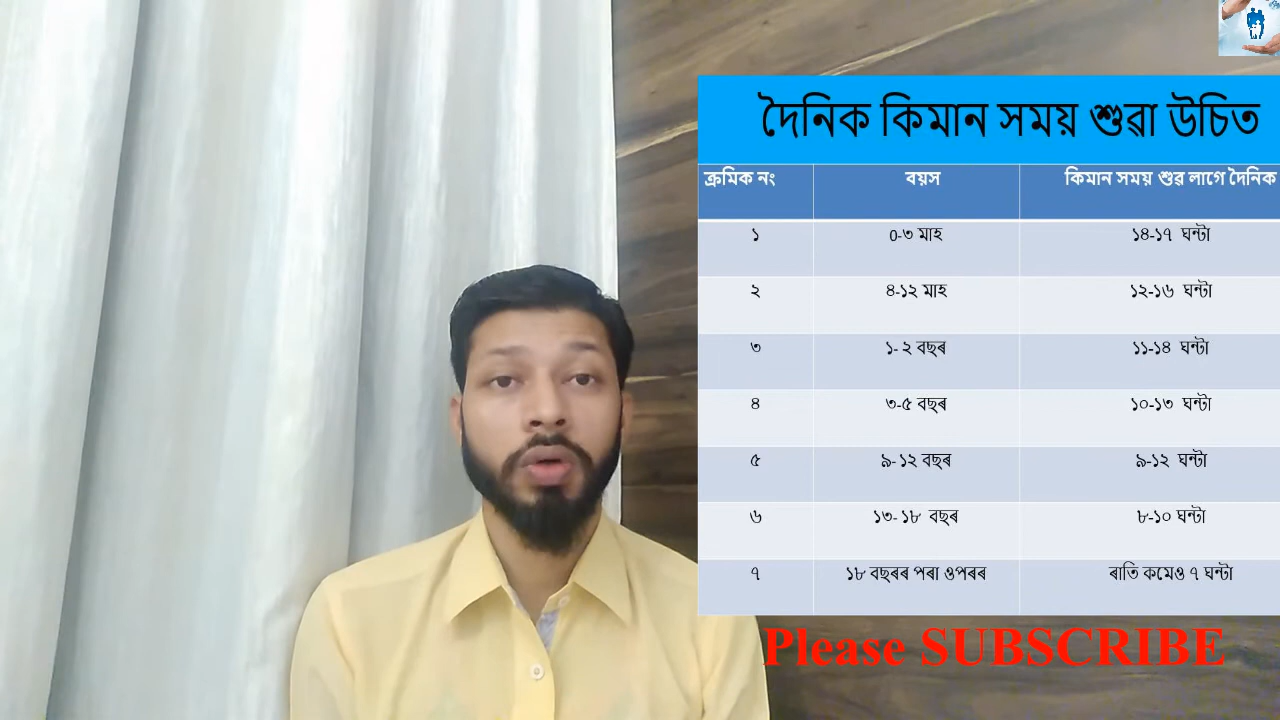 দৈনিক কিমান সময় শুৱা উচিত
ক্ৰমিক নং বয়স কিমান সময় শুৱ লাগে দৈনিক
১ 0-৩ মাহ ১৪-১৭ ঘন্টা
২ ৪-১২ মাহ ১২-১৬ ঘন্টা
৩ ১- ২ বছৰ ১১-১৪ ঘন্টা
৪ ৩-৫ বছৰ ১০-১৩ ঘন্টা
৫ ৯- ১২ বছৰ ৯-১২ ঘন্টা
৬ ১৩- ১৮ বছৰ ৮-১০ ঘন্টা
৭ ১৮ বছৰৰ পৰা ওপৰৰ ৰাতি কমেও ৭ ঘন্টা
Please SUBSCRIBE